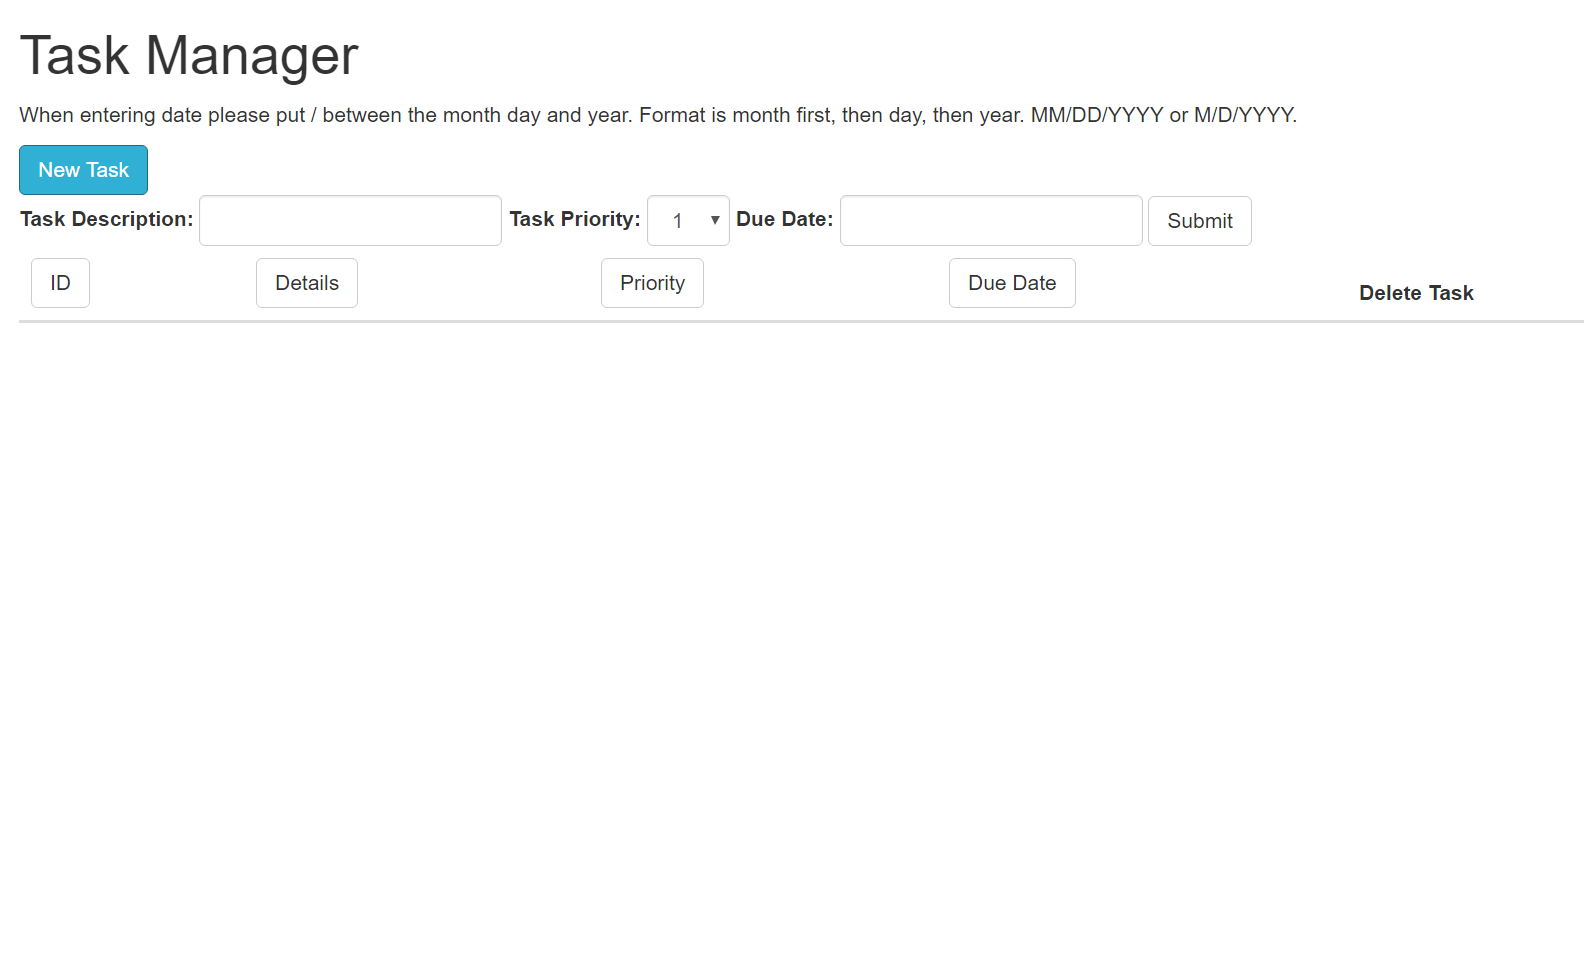 Task Manager
When entering date please put / between the month day and year. Format is month first, then day, then year. MM/DD/YYYY or M/D/YYYY.
New Task
Task Description: Task Priority: 1 Due Date: Submit
ID Details Priority Due Date Delete Task